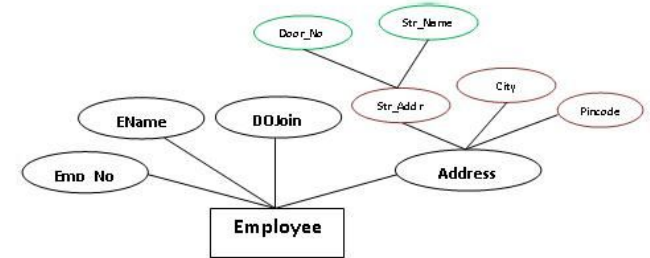 Str_Name
Door_No
City
Str_Addr
Pincode
EName
DOJoin
Emp_No
Address
Employee